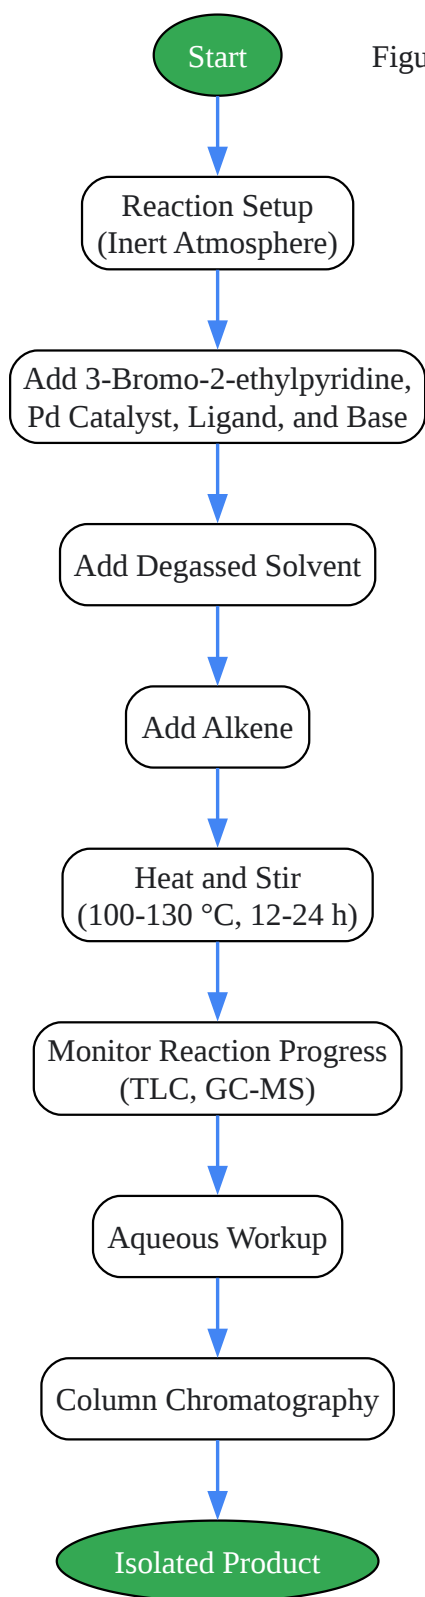 Start
Reaction Setup
(Inert Atmosphere)
Add 3-Bromo-2-ethylpyridine,
Pd Catalyst, Ligand, and Base
Add Degassed Solvent
Add Alkene
Heat and Stir
(100-130 °C, 12-24 h)
Monitor Reaction Progress
(TLC, GC-MS)
Aqueous Workup
Column Chromatography
Isolated Product